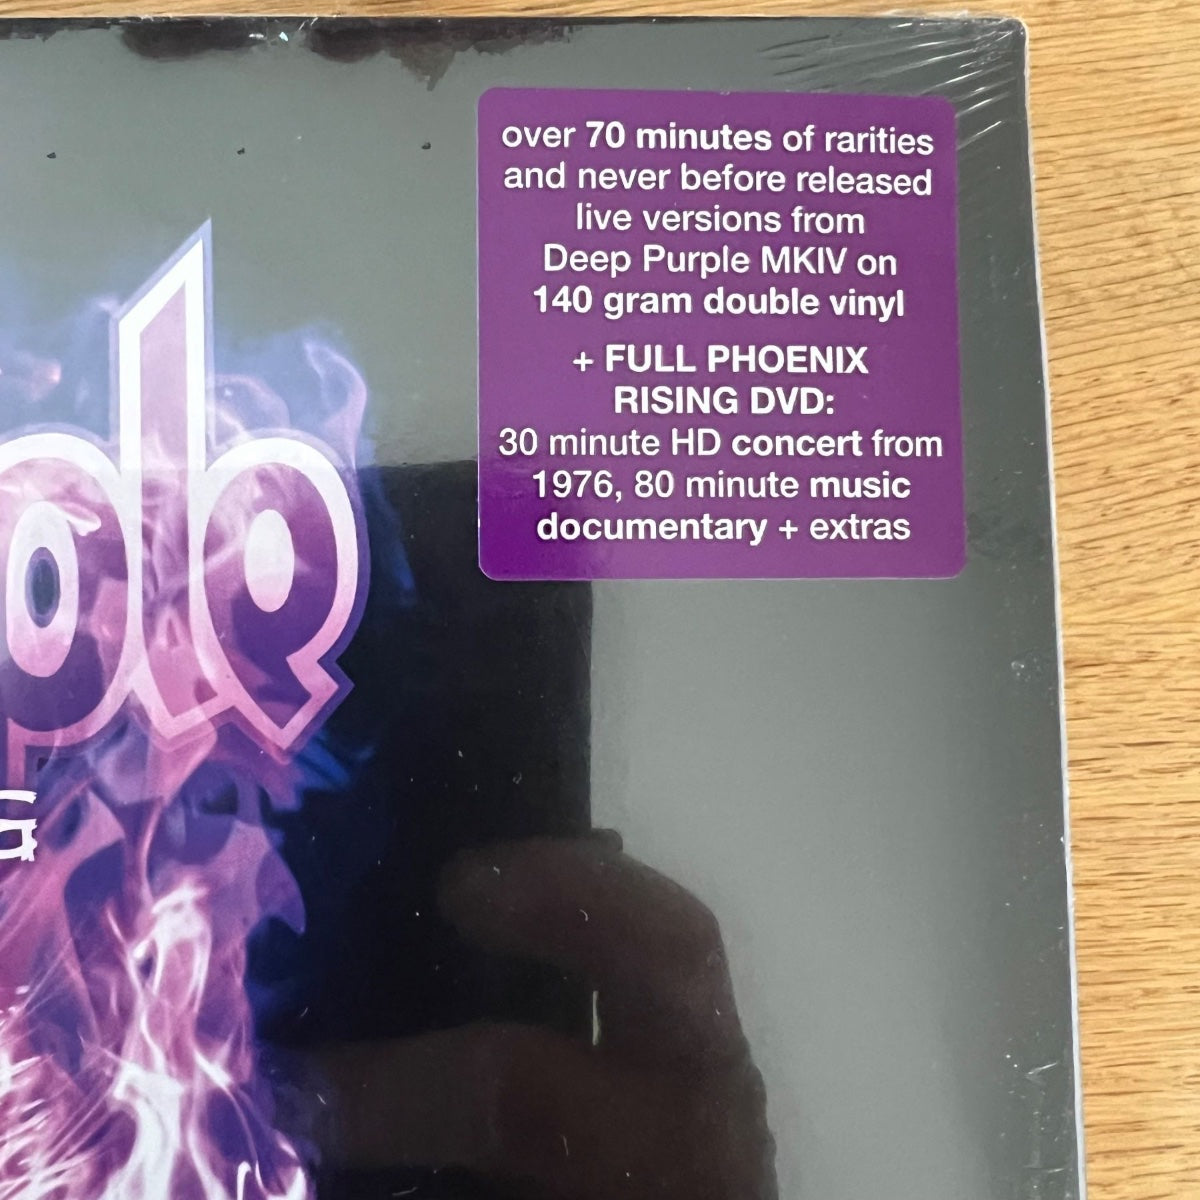 over 70 minutes of rarities
and never before released
live versions from
Deep Purple MKIV on
140 gram double vinyl
+ FULL PHOENIX
RISING DVD:
30 minute HD concert from
1976, 80 minute music
documentary + extras
ple
G